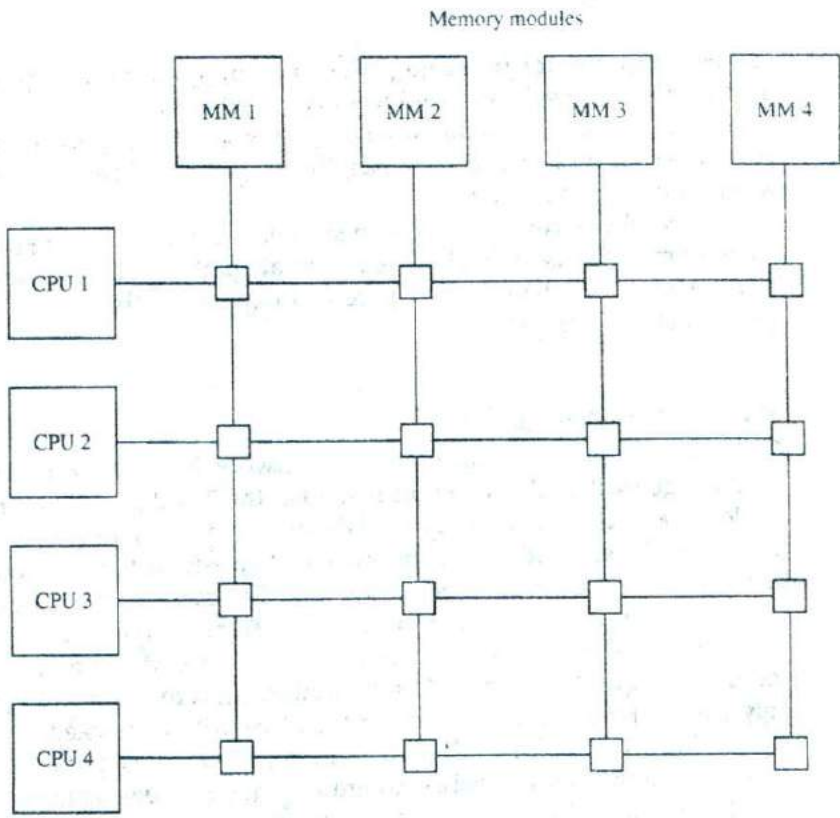 Memory modules
MM 1 MM 2 MM 3 MM 4
CPU 1
CPU 2
CPU 3
CPU 4